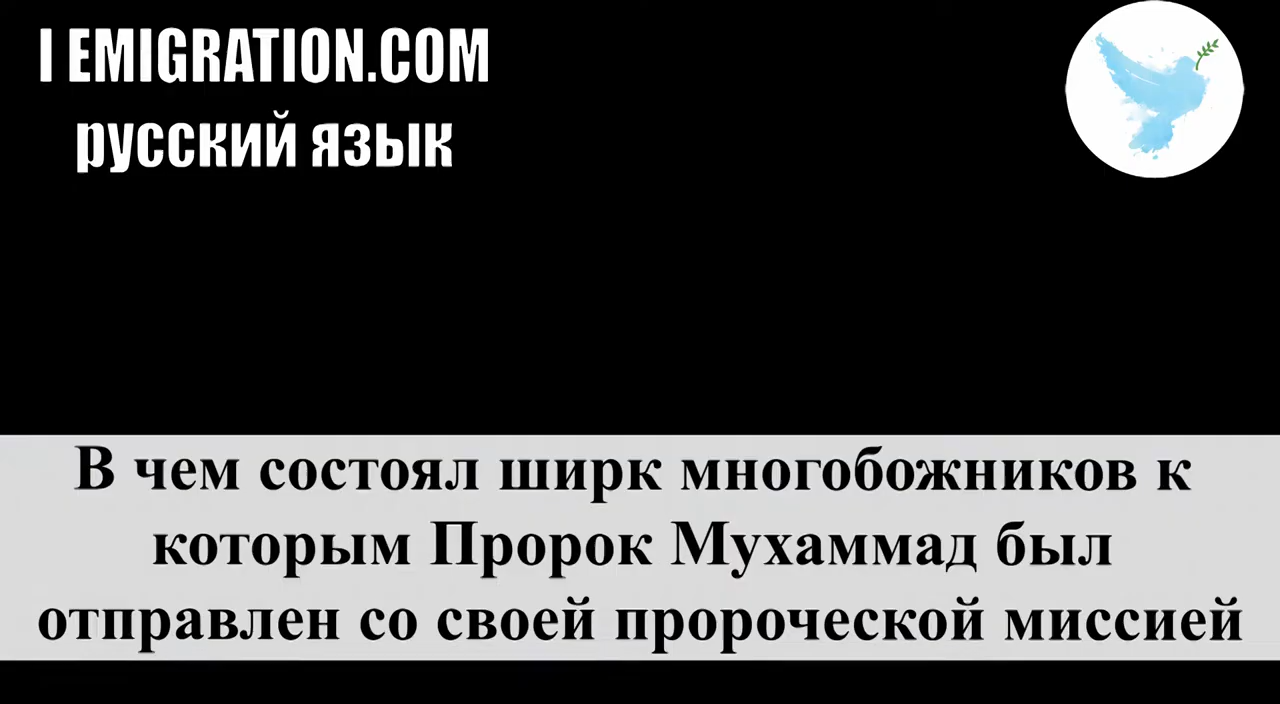 I EMIGRATION.COM
русский язык
В чем состоял ширк многобожников к
которым Пророк Мухаммад был
отправлен со своей пророческой миссией